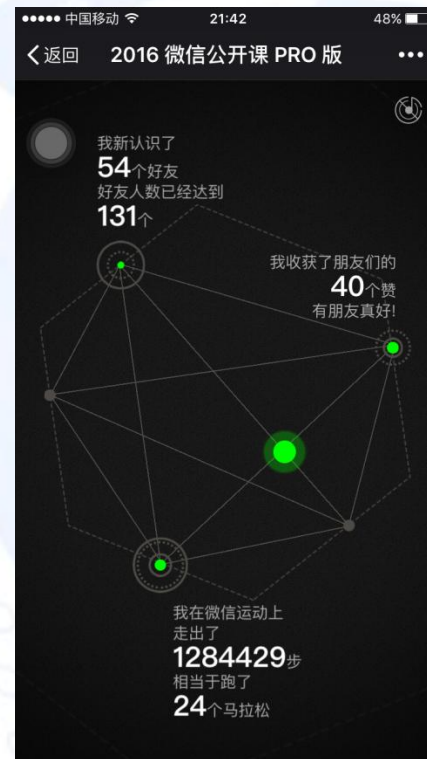 中国移动 21:42 48%
返回 2016 微信公开课 PRO 版
我新认识了
54个好友
好友人数已经达到
131个
我收获了朋友们的
40个赞
有朋友真好!
我在微信运动上
走出了
1284429步
相当于跑了
24个马拉松